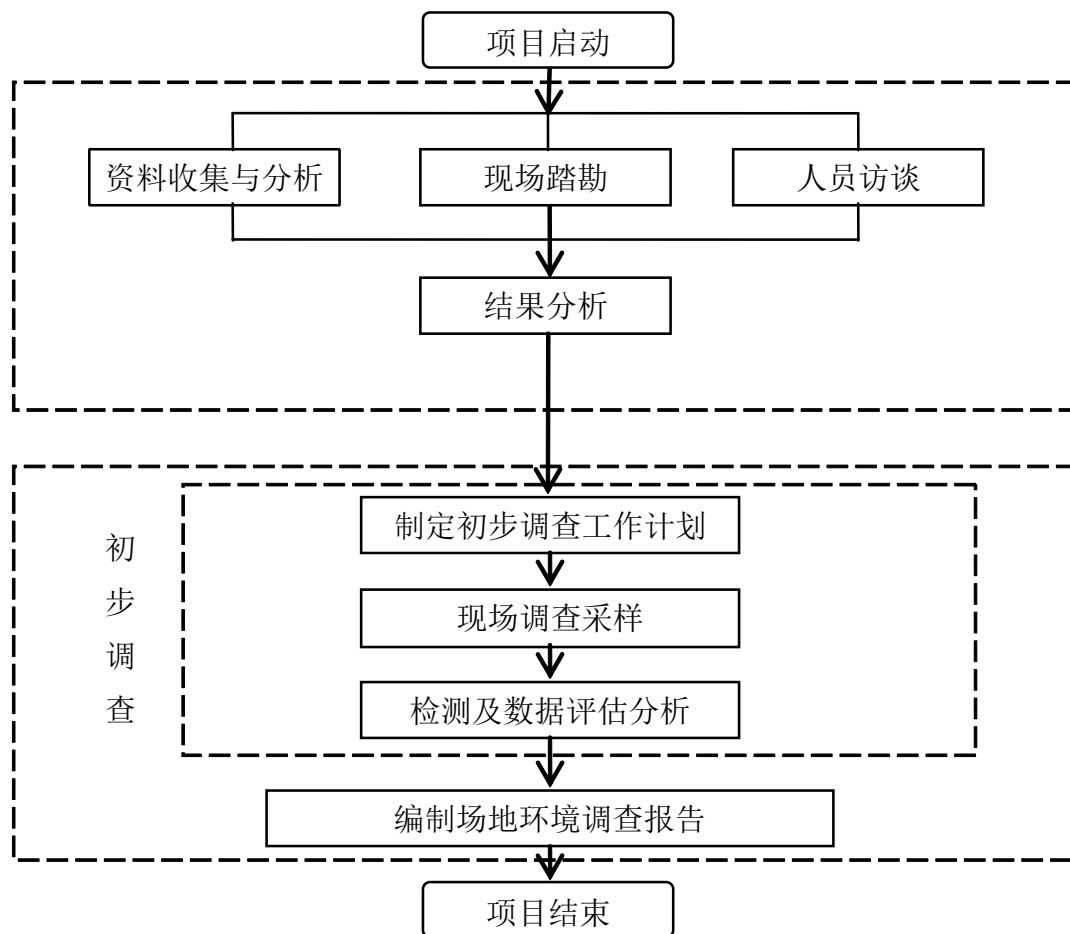 项目启动
资料收集与分析
现场踏勘
人员访谈
结果分析
初步调查
制定初步调查工作计划
现场调查采样
检测及数据评估分析
编制场地环境调查报告
项目结束